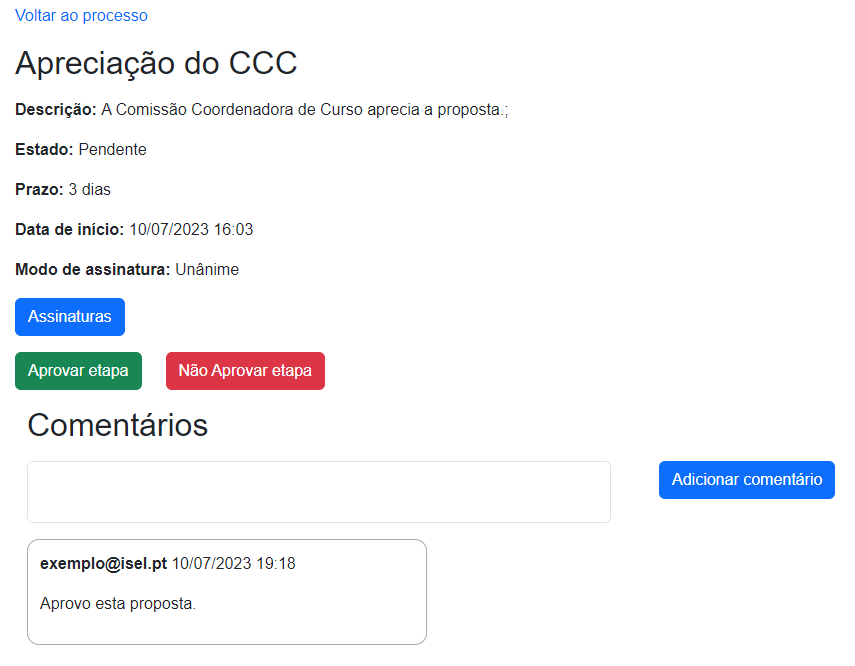 Voltar ao processo
Apreciação do CCC
Descrição: A Comissão Coordenadora de Curso aprecia a proposta.;
Estado: Pendente
Prazo: 3 dias
Data de início: 10/07/2023 16:03
Modo de assinatura: Unânime
Assinaturas
Aprovar etapa Não Aprovar etapa
Comentários
Adicionar comentário
exemplo@isel.pt 10/07/2023 19:18
Aprovo esta proposta.